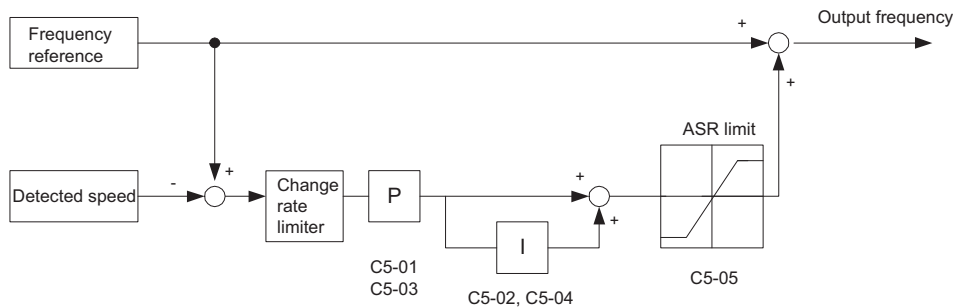 Output frequency
Frequency
reference
+
+
ASR limit
Detected speed
-
+
Change
rate
limiter
P
+
+
I
C5-01
C5-03
C5-02, C5-04
C5-05